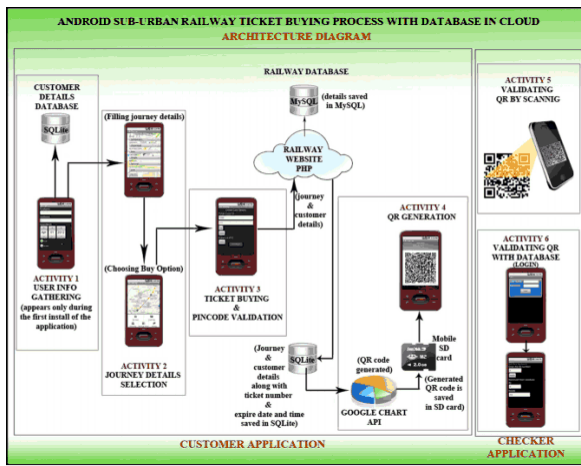 ANDROID SUB-URBAN RAILWAY TICKET BUYING PROCESS WITH DATABASE IN CLOUD
ARCHITECTURE DIAGRAM
CUSTOMER
DETAILS
DATABASE
SQLite
ACTIVITY 1
USER INFO
GATHERING
(appears only during
the first install of the
application)
(Filling journey details)
(Choosing Buy Option)
ACTIVITY 2
JOURNEY DETAILS
SELECTION
ACTIVITY 3
TICKET BUYING
&
PINCODE VALIDATION
RAILWAY DATABASE
MySQL
(details saved
in MySQL)
RAILWAY
WEBSITE
PHP
(journey
&
customer
details)
SQLite
(Journey
&
customer
details
along with
ticket number
&
expire date and time
saved in SQLite)
ACTIVITY 4
QR GENERATION
(QR code
generated)
GOOGLE CHART
API
Mobile
SD
card
(Generated
QR code is
saved
in SD card)
CUSTOMER APPLICATION
ACTIVITY 5
VALIDATING
QR BY SCANNIG
ACTIVITY 6
VALIDATING QR
WITH DATABASE
(LOGIN)
CHECKER
APPLICATION